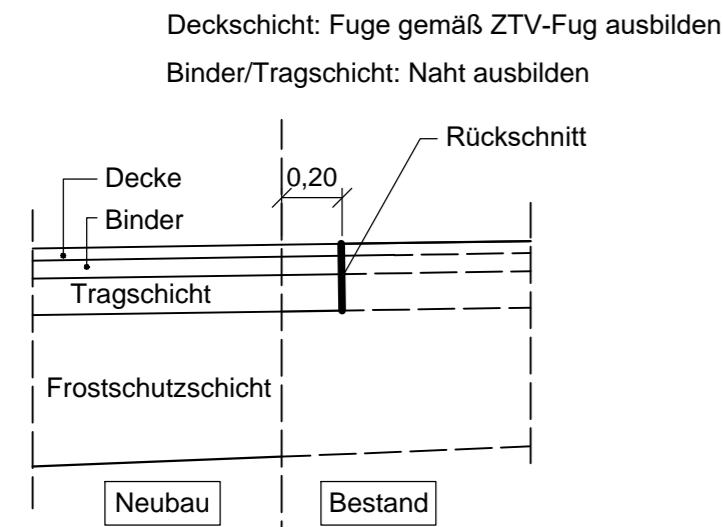 Deckschicht: Fuge gemäß ZTV-Fug ausbilden
Binder/Tragschicht: Naht ausbilden
Rückschnitt
Decke
0,20
Binder
Tragschicht
Frostschutzschicht
Neubau
Bestand